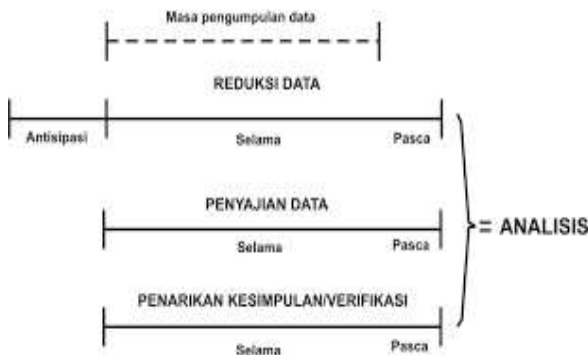 Masa pengumpulan data
REDUKSI DATA
Antisipasi Selama Pasca
PENYAJIAN DATA
Selama Pasca
= ANALISIS
PENARIKAN KESIMPULAN/VERIFIKASI
Selama Pasca